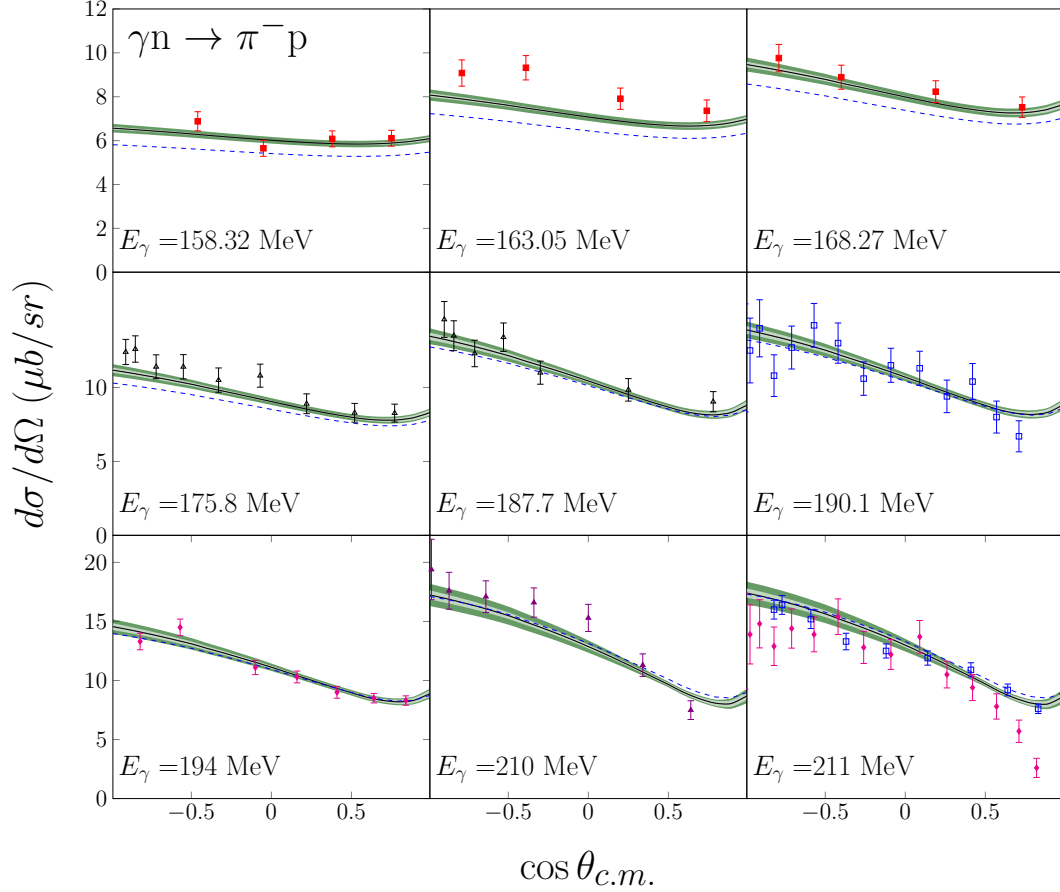 γn → π⁻p
12
10
8
6
4
2
0
E_γ =158.32 MeV
E_γ =163.05 MeV
E_γ =168.27 MeV
dσ/dΩ (μb/sr)
10
5
0
E_γ =175.8 MeV
E_γ =187.7 MeV
E_γ =190.1 MeV
20
15
10
5
0
E_γ =194 MeV
E_γ =210 MeV
E_γ =211 MeV
−0.5 0 0.5 −0.5 0 0.5 −0.5 0 0.5
cos θ_{c.m.}